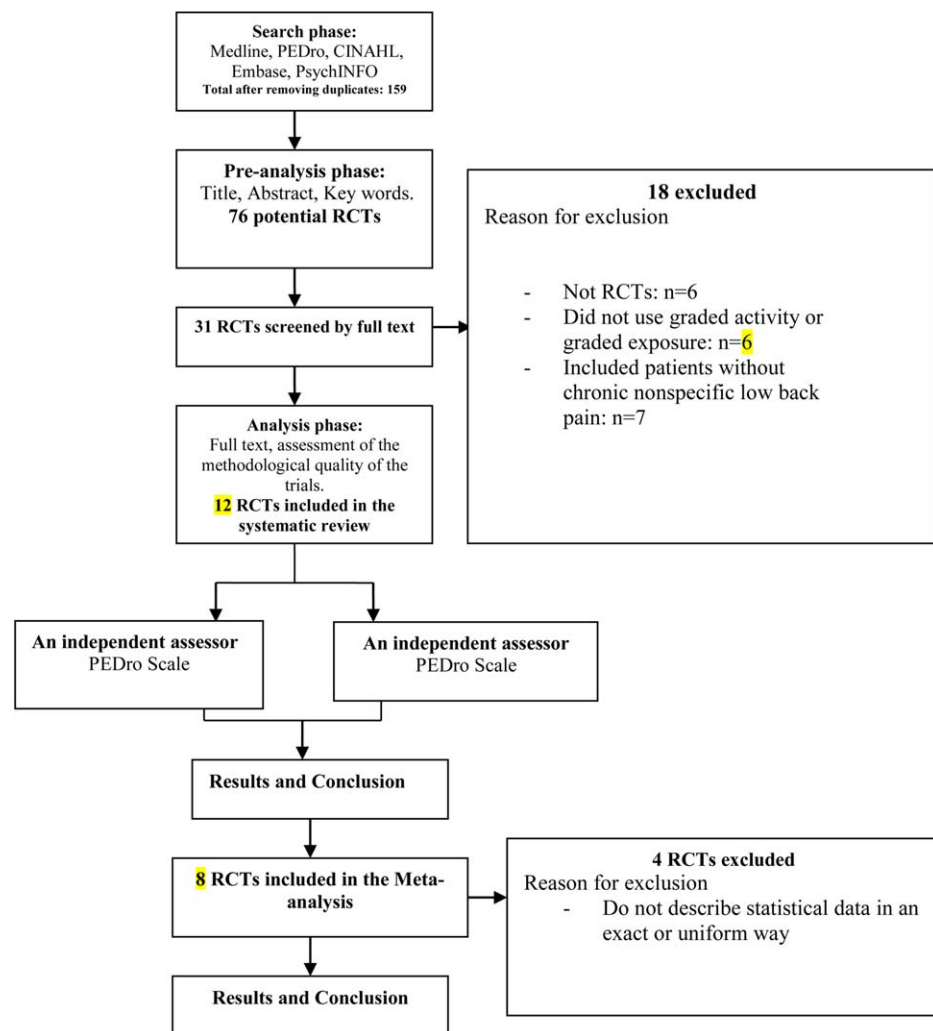 Search phase:
Medline, PEDro, CINAHL,
Embase, PsychINFO
Total after removing duplicates: 159
Pre-analysis phase:
Title, Abstract, Key words.
76 potential RCTs
31 RCTs screened by full text
18 excluded
Reason for exclusion
- Not RCTs: n=6
- Did not use graded activity or
graded exposure: n=6
- Included patients without
chronic nonspecific low back
pain: n=7
Analysis phase:
Full text, assessment of the
methodological quality of the
trials.
12 RCTs included in the
systematic review
An independent assessor
PEDro Scale
An independent assessor
PEDro Scale
Results and Conclusion
8 RCTs included in the Meta-
analysis
4 RCTs excluded
Reason for exclusion
- Do not describe statistical data in an
exact or uniform way
Results and Conclusion